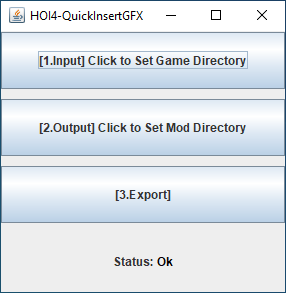 HOI4-QuickInsertGFX
[1.Input] Click to Set Game Directory
[2.Output] Click to Set Mod Directory
[3.Export]
Status: Ok